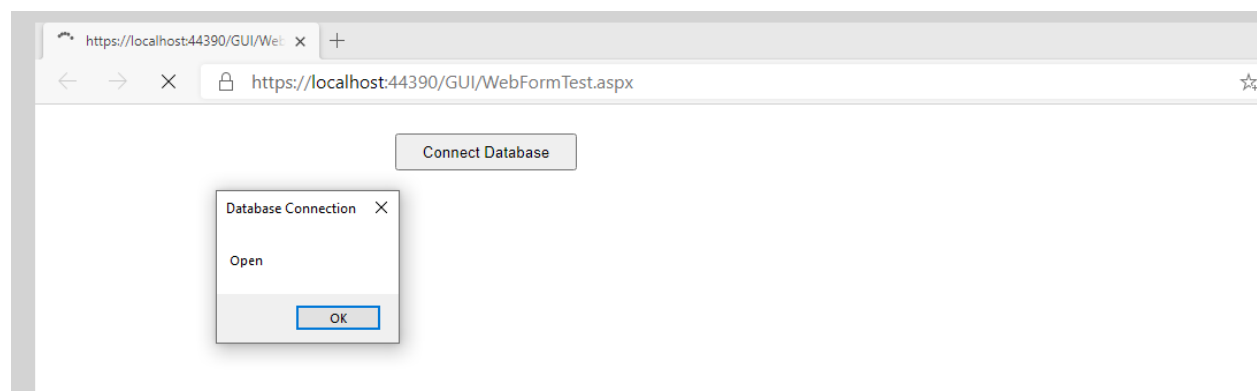 https://localhost:44390/GUI/Web
https://localhost:44390/GUI/WebFormTest.aspx
Connect Database
Database Connection
Open
OK